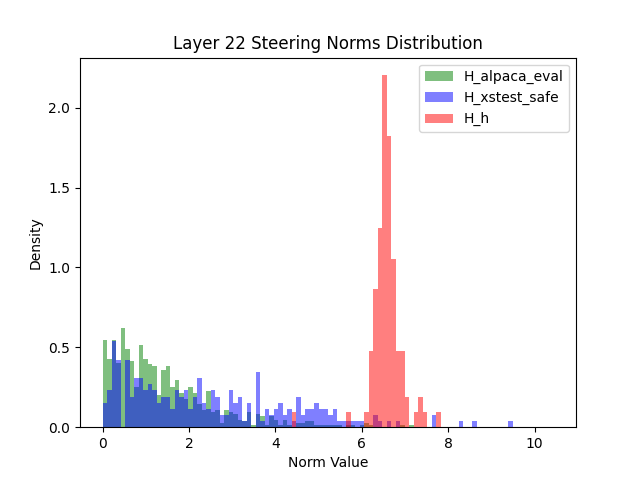 Layer 22 Steering Norms Distribution
H_alpaca_eval
H_xstest_safe
H_h
Density
2.0
1.5
1.0
0.5
0.0
0 2 4 6 8 10
Norm Value